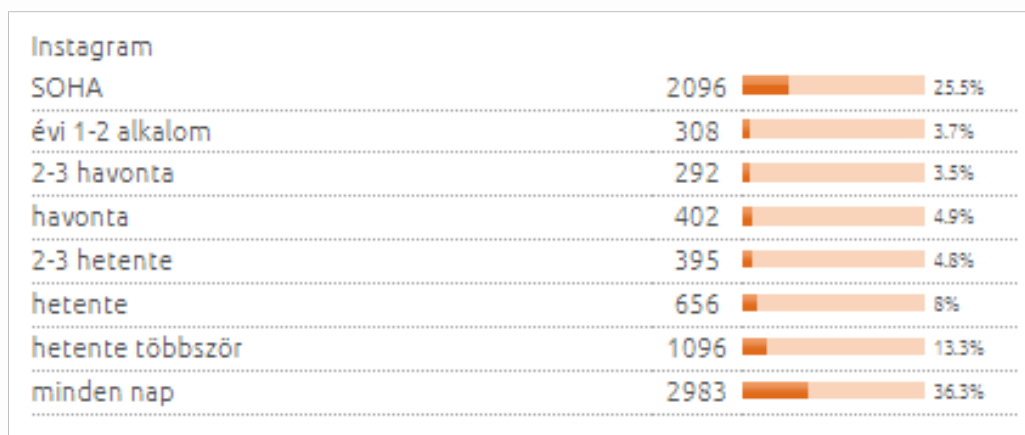 Instagram
SOHA 2096 25.5%
évi 1-2 alkalom 308 3.7%
2-3 havonta 292 3.5%
havonta 402 4.9%
2-3 hetente 395 4.8%
hetente 656 8%
hetente többször 1096 13.3%
minden nap 2983 36.3%